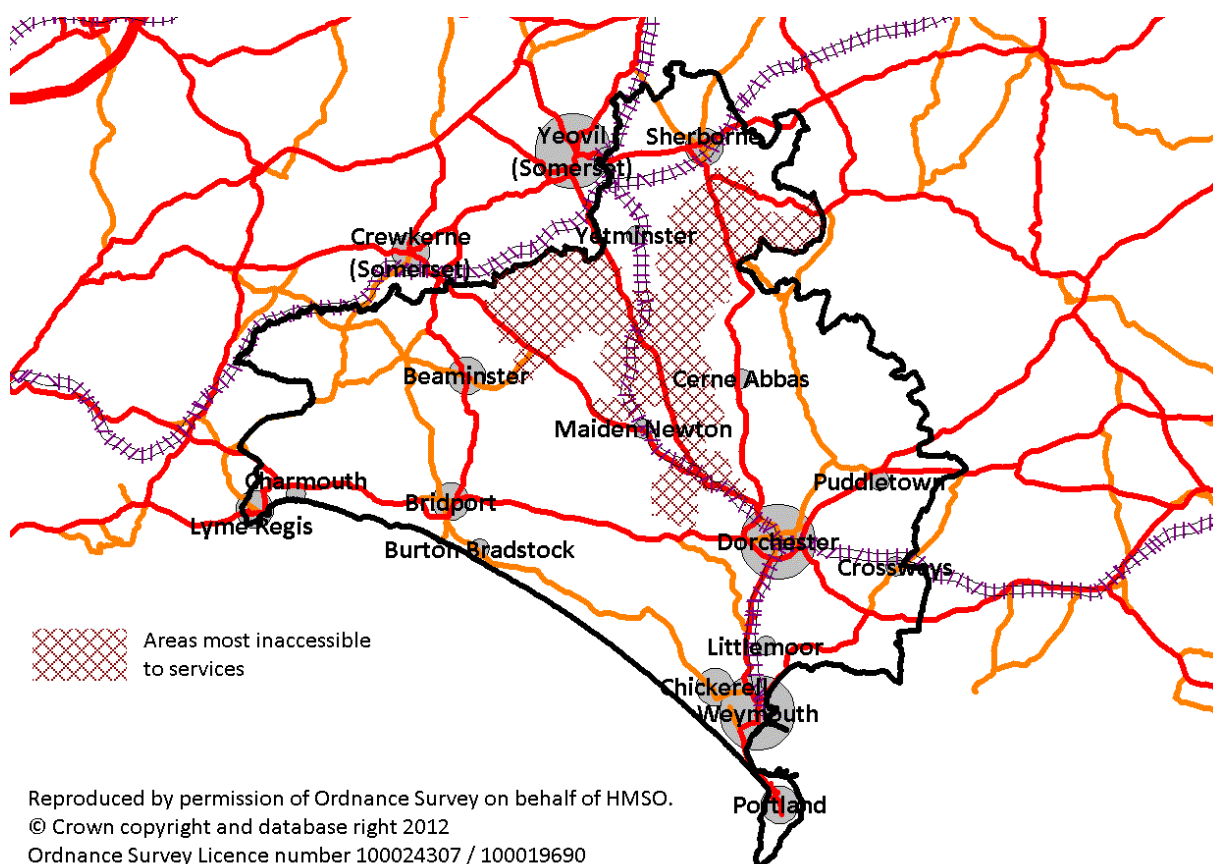 Yeovil
(Somerset)
Sherborne
Crewkerne
(Somerset)
Yetminster
Beaminster
Cerne Abbas
Maiden Newton
Charmouth
Lyme Regis
Bridport
Puddletown
Burton Bradstock
Dorchester
Crossways
Areas most inaccessible
to services
Littlemoor
Chickerell
Weymouth
Portland
Reproduced by permission of Ordnance Survey on behalf of HMSO.
© Crown copyright and database right 2012
Ordnance Survey Licence number 100024307 / 100019690